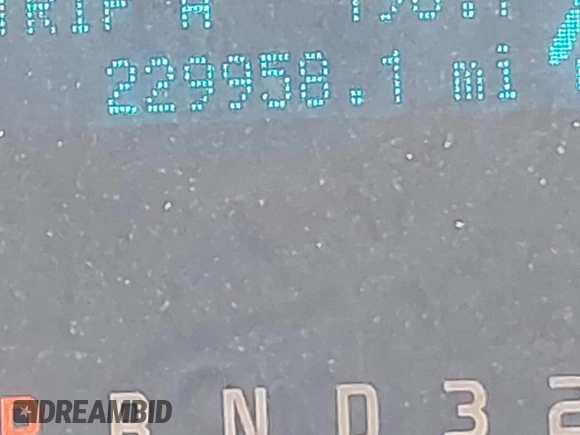 TRIP A
229958.1 mi
P R N D 3 2
DREAMBID